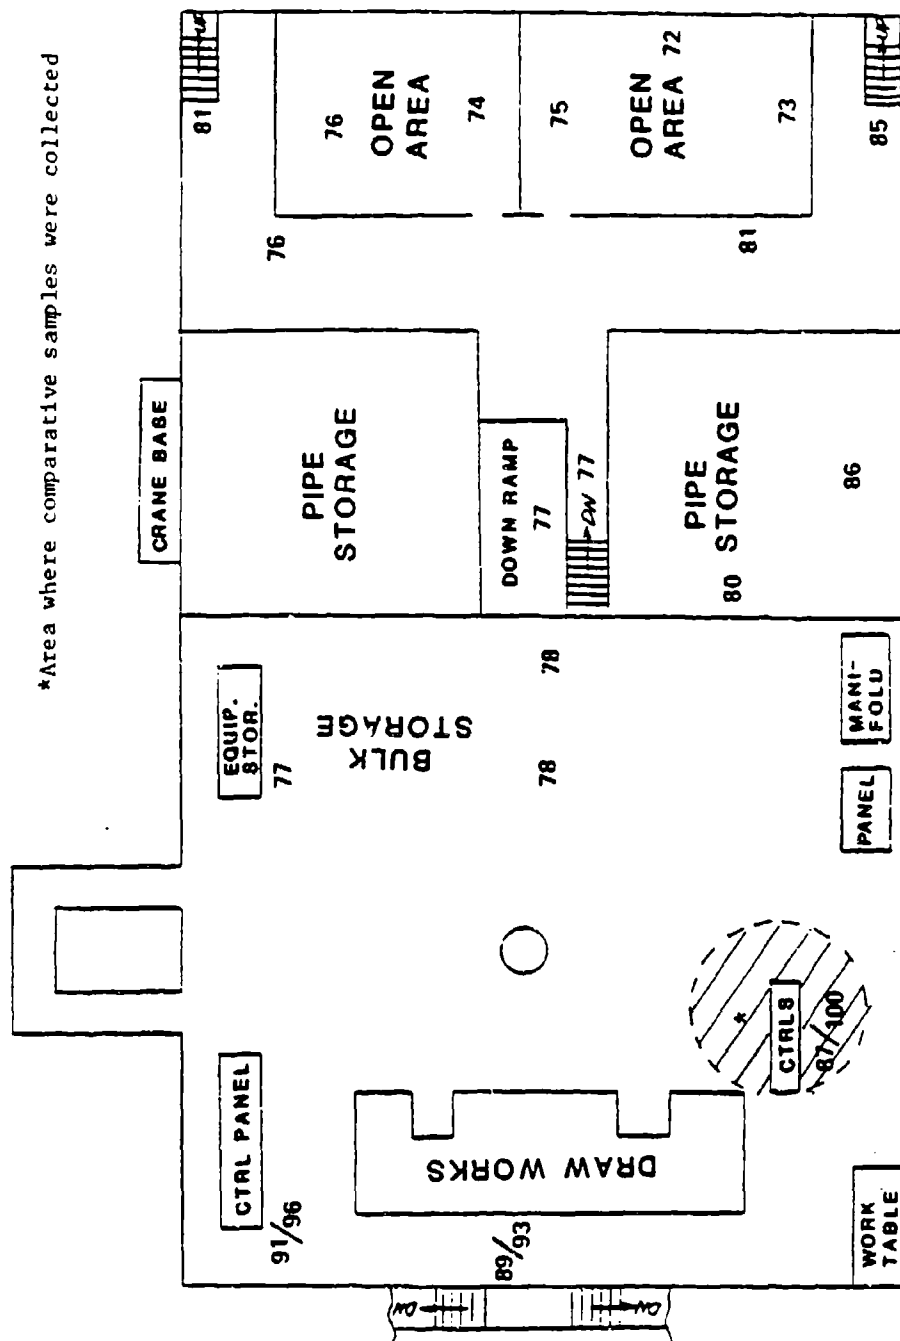 *Area where comparative samples were collected
81
UP
76
76
OPEN
AREA
74
75
OPEN
AREA
72
73
81
85
UP
CRANE BASE
PIPE
STORAGE
DOWN RAMP
77
DN
77
PIPE
STORAGE
80
86
EQUIP.
STOR.
77
BULK
STORAGE
78
78
MANI-
FOLD
PANEL
CTRL PANEL
91/96
DRAW WORKS
89/93
*
CTRLS
87/100
WORK
TABLE
DN
DN